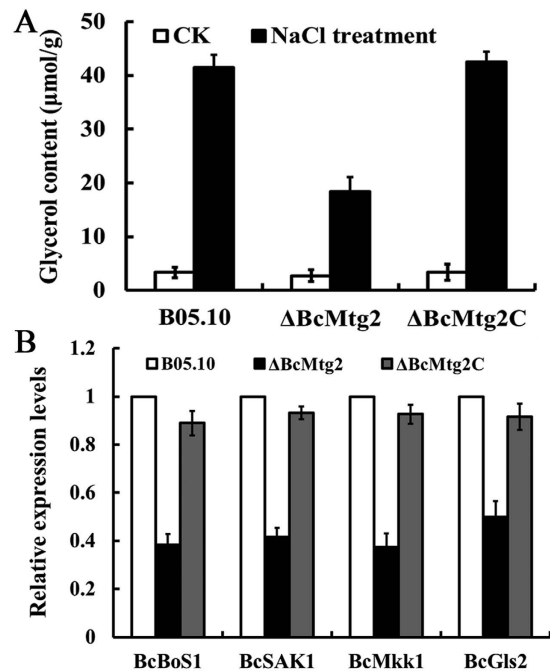 A
CK NaCl treatment
Glycerol content (μmol/g)
50
40
30
20
10
0
B05.10 ΔBcMtg2 ΔBcMtg2C
B
B05.10 ΔBcMtg2 ΔBcMtg2C
Relative expression levels
1.2
1
0.8
0.6
0.4
0.2
0
BcBoS1 BcSAK1 BcMkk1 BcGls2